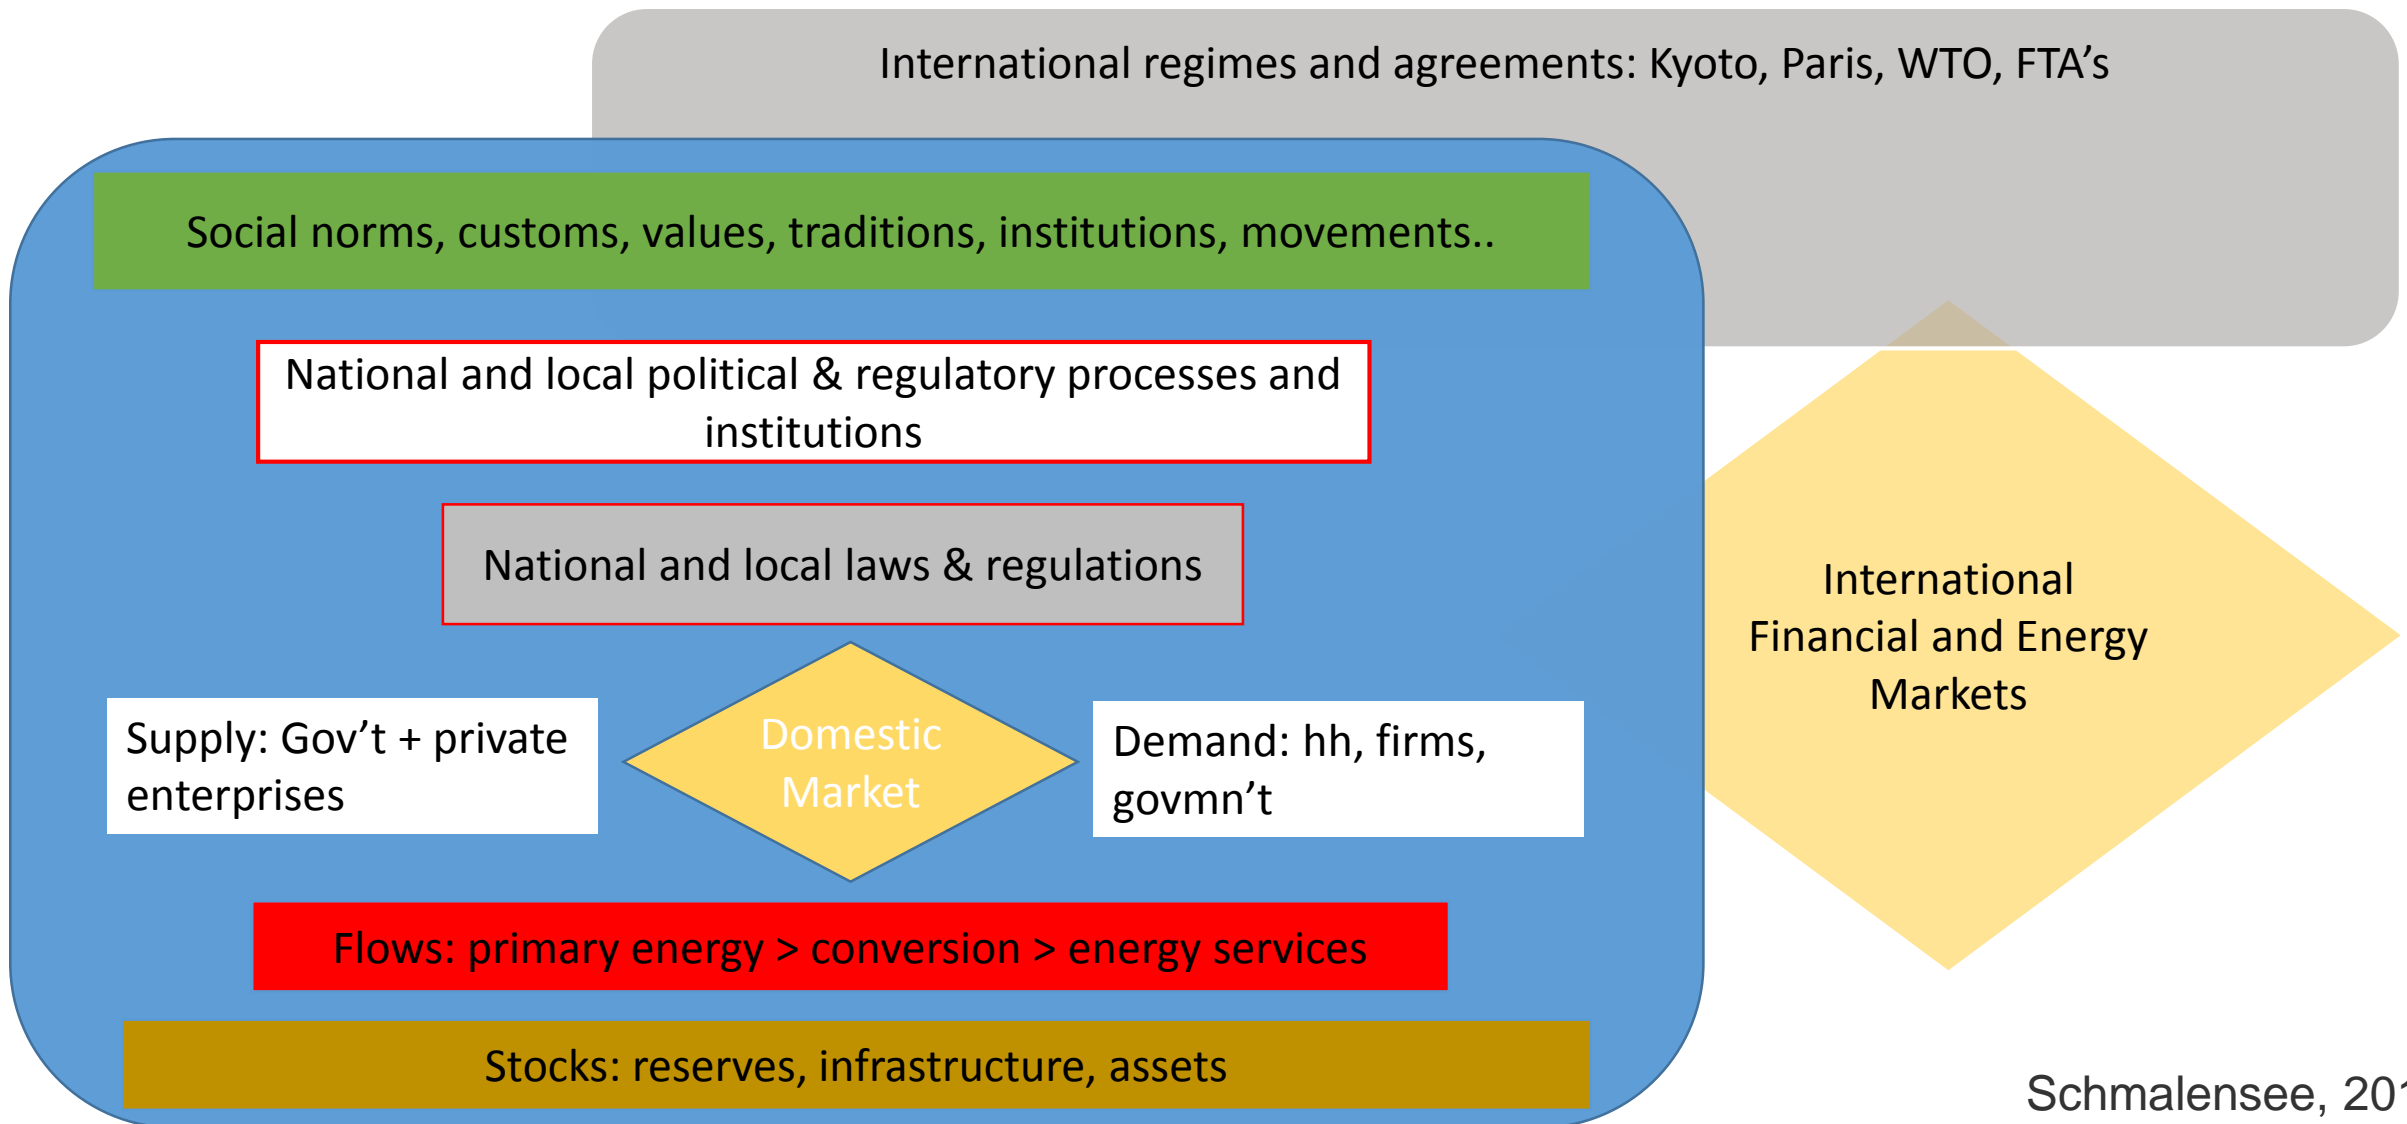 International regimes and agreements: Kyoto, Paris, WTO, FTA’s
Social norms, customs, values, traditions, institutions, movements..
National and local political & regulatory processes and
institutions
National and local laws & regulations
International
Financial and Energy
Markets
Supply: Gov’t + private
enterprises
Domestic
Market
Demand: hh, firms,
govmn’t
Flows: primary energy > conversion > energy services
Stocks: reserves, infrastructure, assets
Schmalensee,